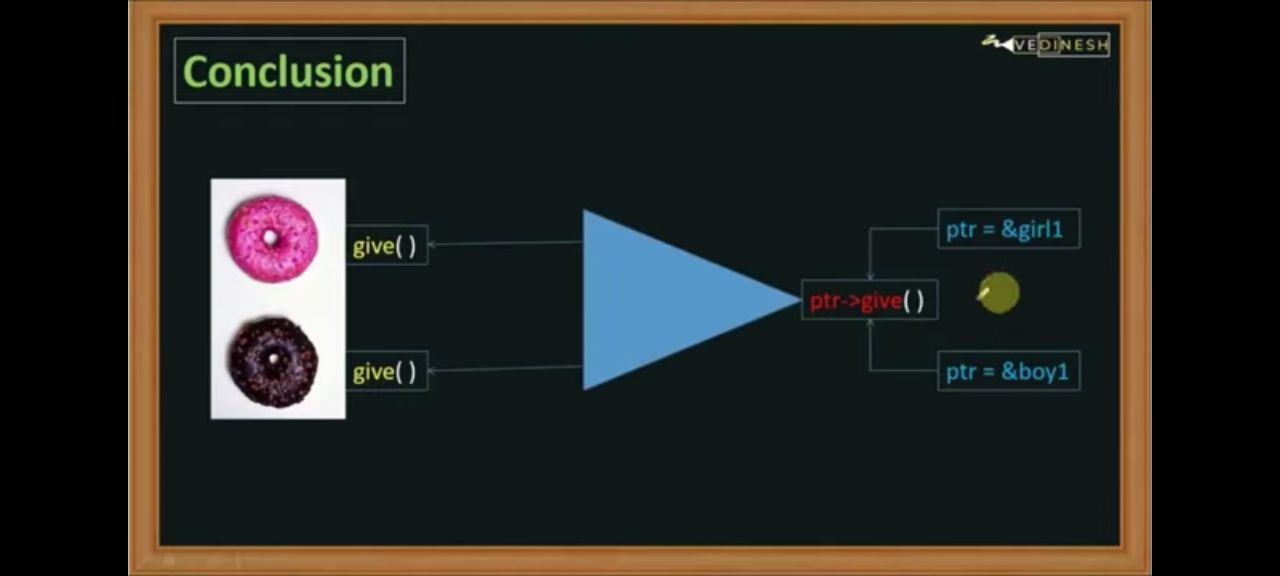 Conclusion
VEDINESH
give( )
ptr = &girl1
ptr->give( )
give( )
ptr = &boy1